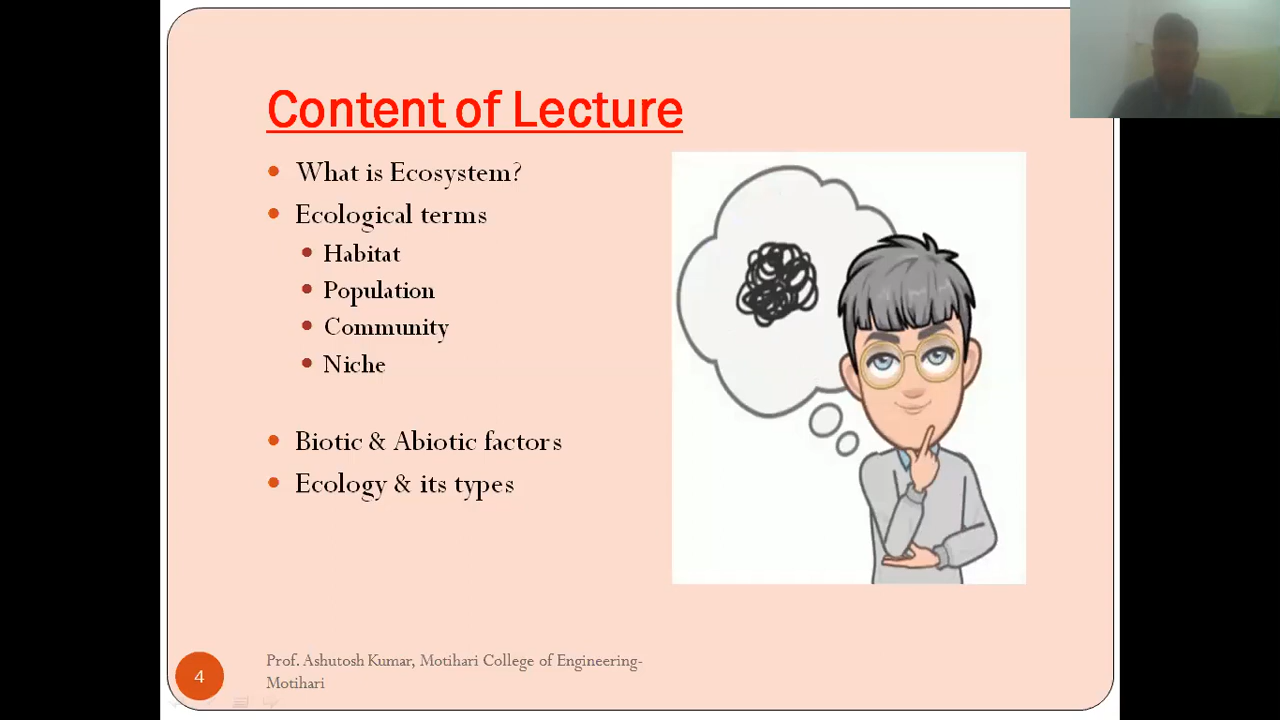 Content of Lecture
What is Ecosystem?
Ecological terms
Habitat
Population
Community
Niche
Biotic & Abiotic factors
Ecology & its types
Prof. Ashutosh Kumar, Motihari College of Engineering-
Motihari
4